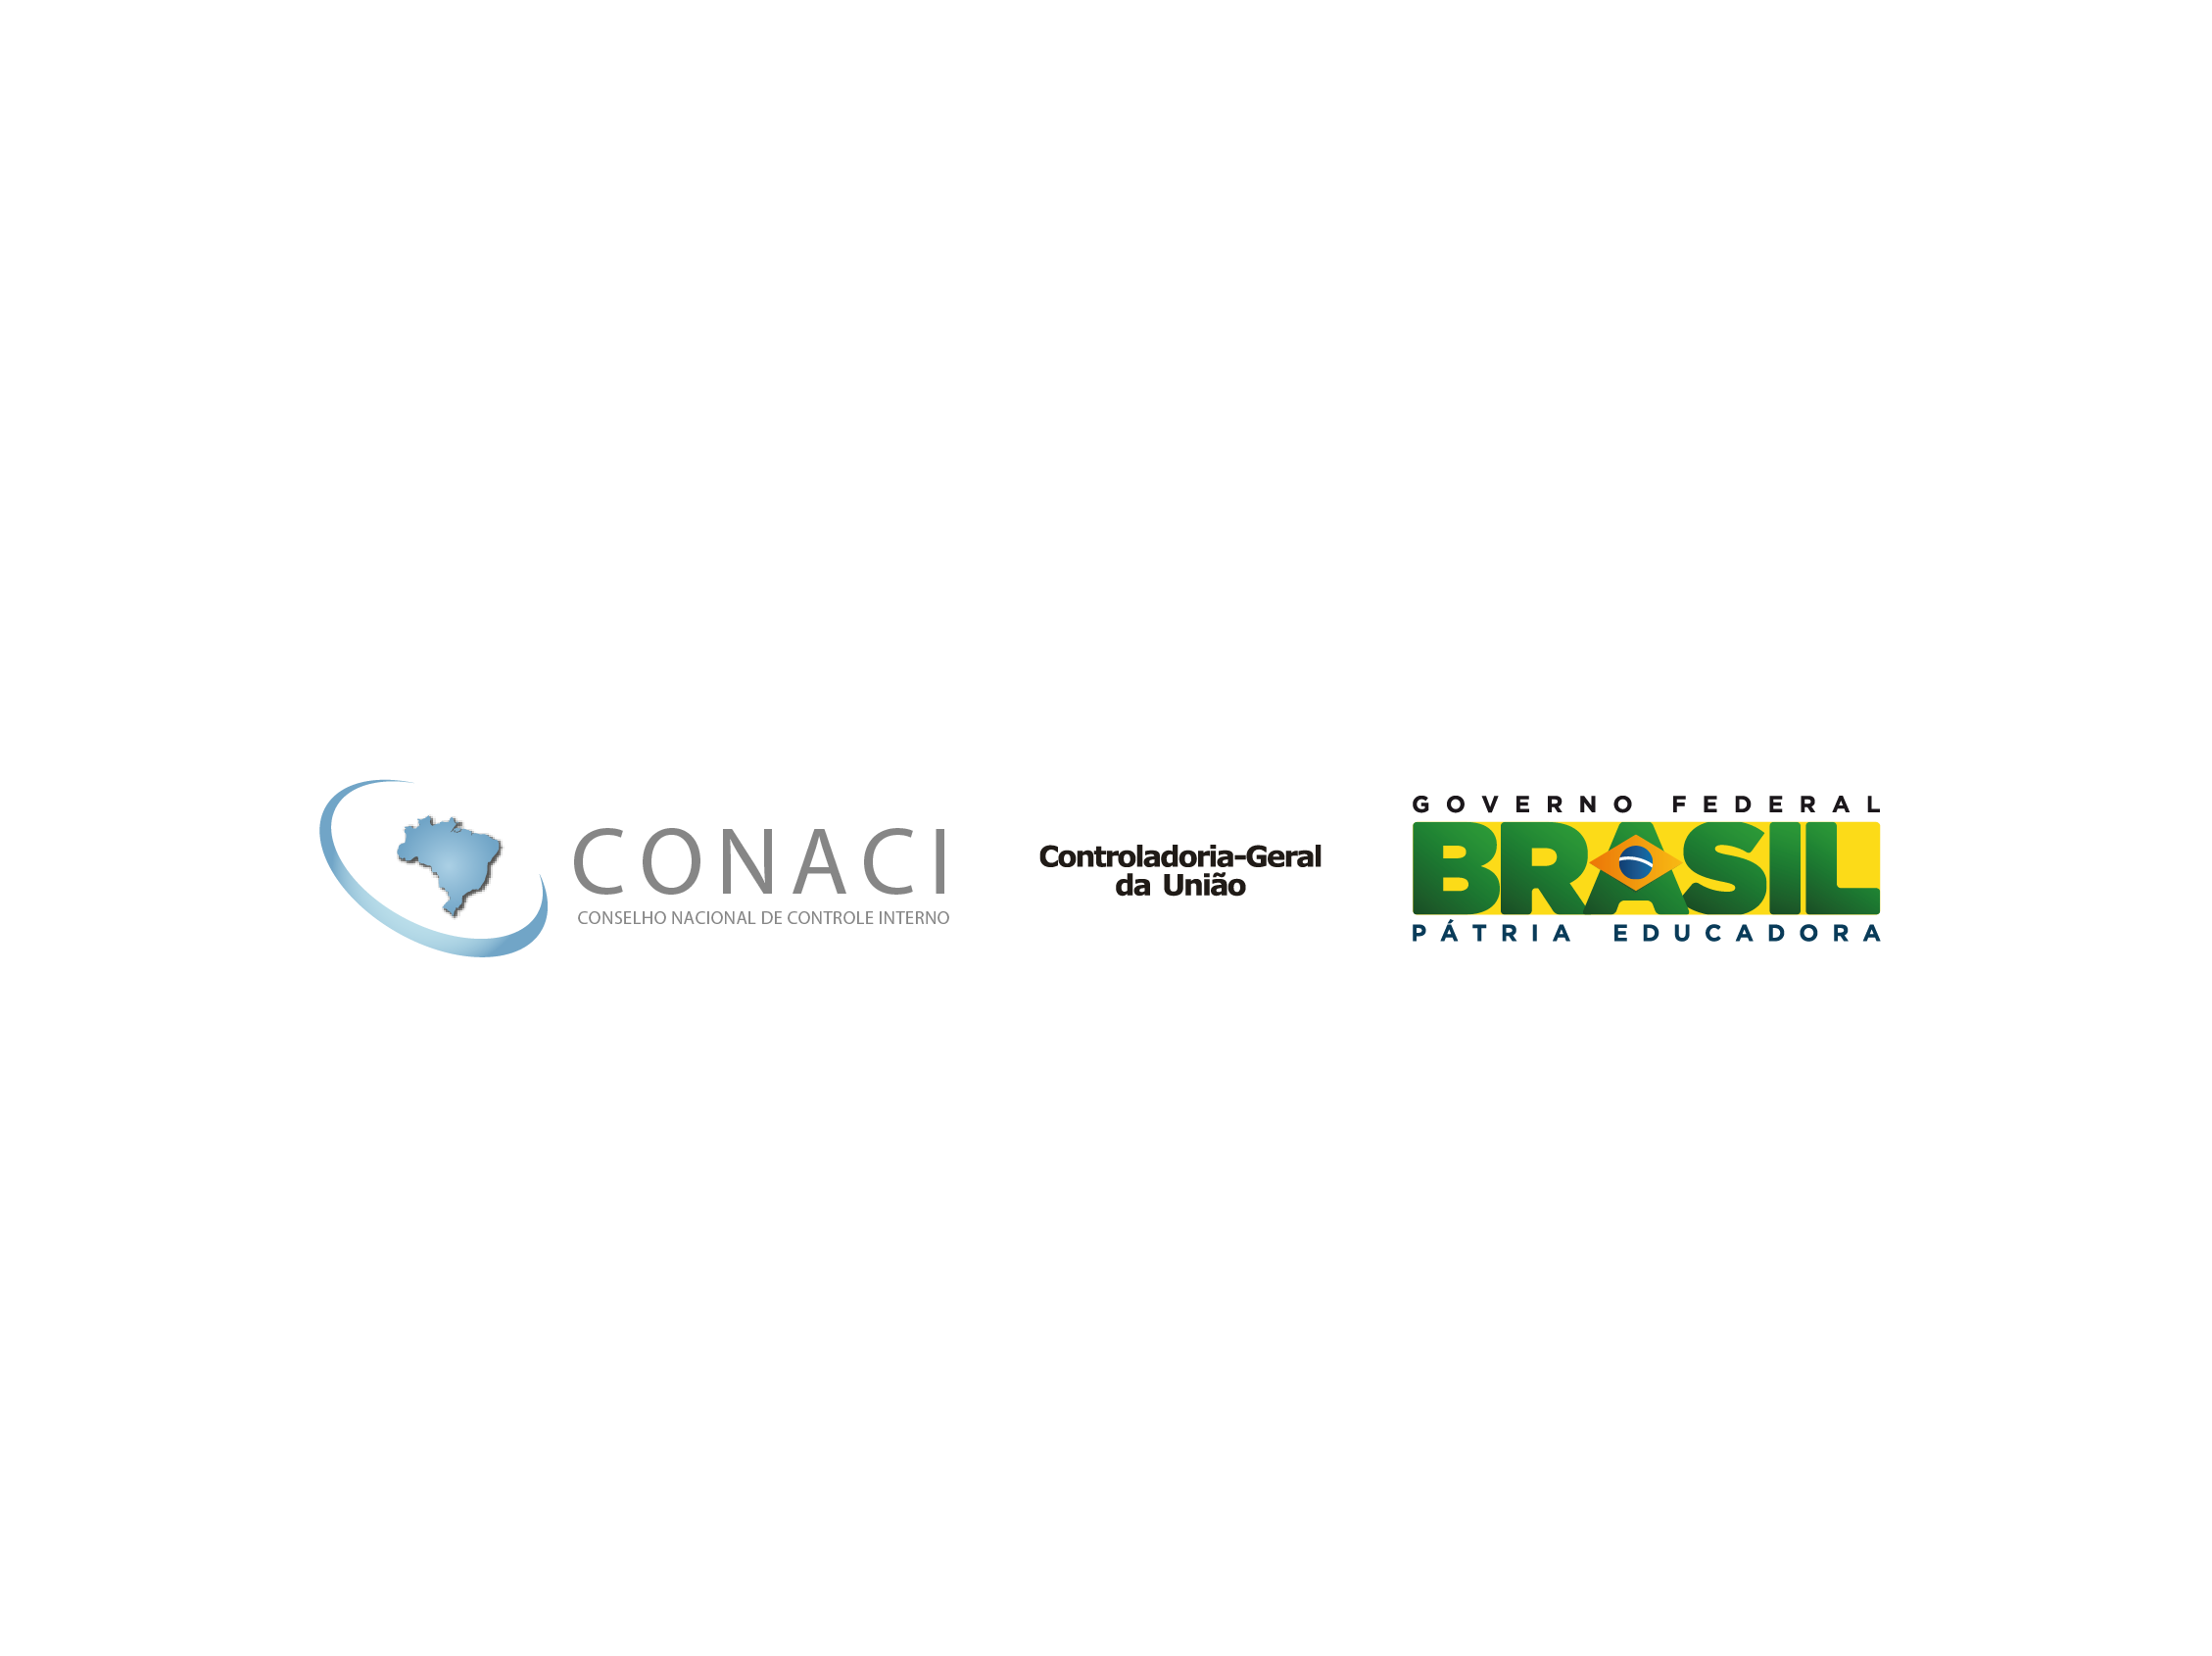 CONACI
CONSELHO NACIONAL DE CONTROLE INTERNO
Controladoria-Geral
da União
GOVERNO FEDERAL
BRASIL
PÁTRIA EDUCADORA